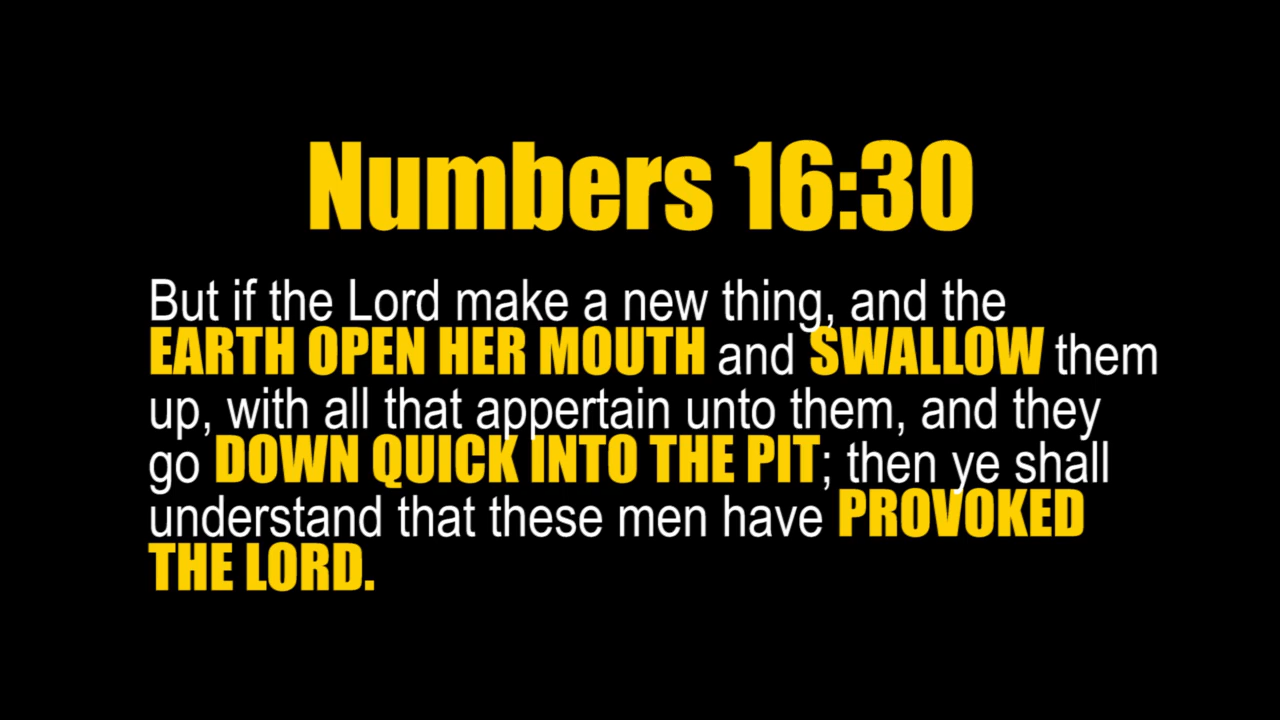 Numbers 16:30
But if the Lord make a new thing, and the
EARTH OPEN HER MOUTH and SWALLOW them
up, with all that appertain unto them, and they
go DOWN QUICK INTO THE PIT; then ye shall
understand that these men have PROVOKED
THE LORD.